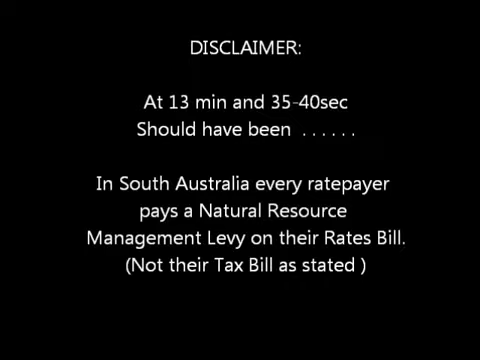 DISCLAIMER:
At 13 min and 35-40sec
Should have been . . . . . .
In South Australia every ratepayer
pays a Natural Resource
Management Levy on their Rates Bill.
(Not their Tax Bill as stated )